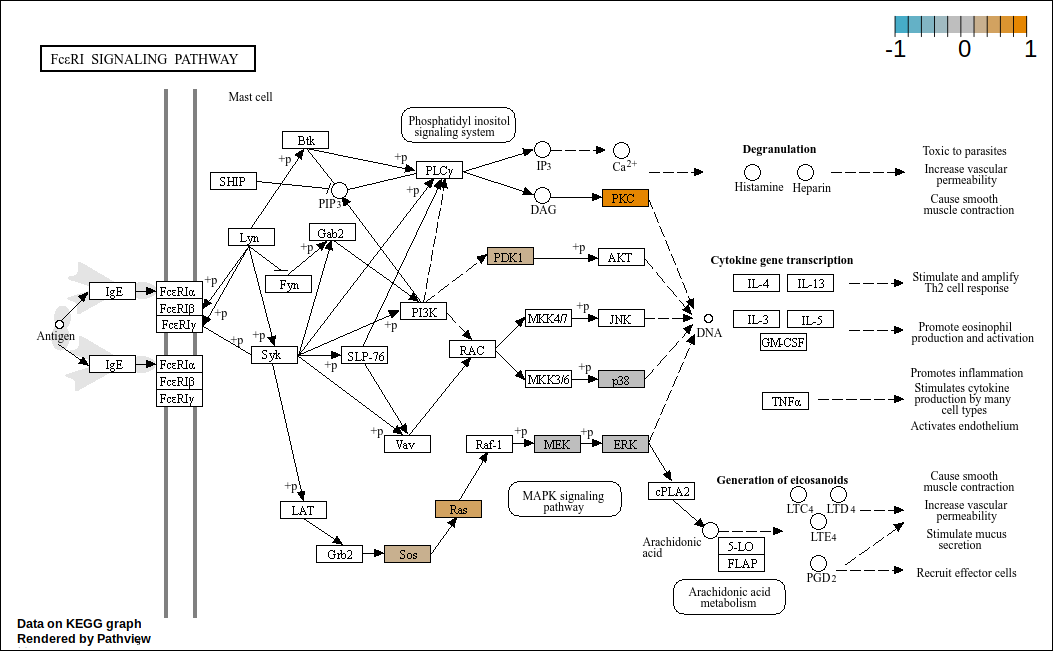 -1 0 1
FcεRI SIGNALING PATHWAY
Mast cell
Phosphatidyl inositol
signaling system
Btk
+p
+p
PLCγ
+p
IP3
Ca2+
DAG
PKC
SHIP
PIP3
Degranulation
Histamine
Heparin
Toxic to parasites
Increase vascular
permeability
Cause smooth
muscle contraction
Lyn
Gab2
+p
Fyn
PDK1
+p
AKT
Cytokine gene transcription
IL-4
IL-13
IL-3
IL-5
GM-CSF
TNFα
Stimulate and amplify
Th2 cell response
Promote eosinophil
production and activation
Promotes inflammation
Stimulates cytokine
production by many
cell types
Activates endothelium
Antigen
IgE
FcεRIα
FcεRIβ
FcεRIγ
+p
+p
IgE
FcεRIα
FcεRIβ
FcεRIγ
+p
+p
Syk
+p
SLP-76
+p
PI3K
RAC
MKK4/7
+p
JNK
DNA
MKK3/6
+p
p38
+p
Vav
Raf-1
+p
MEK
+p
ERK
cPLA2
MAPK signaling
pathway
+p
LAT
Grb2
Sos
Ras
Generation of eicosanoids
LTC4
LTD4
LTE4
PGD2
Arachidonic
acid
5-LO
FLAP
Arachidonic acid
metabolism
Cause smooth
muscle contraction
Increase vascular
permeability
Stimulate mucus
secretion
Recruit effector cells
Data on KEGG graph
Rendered by Pathview